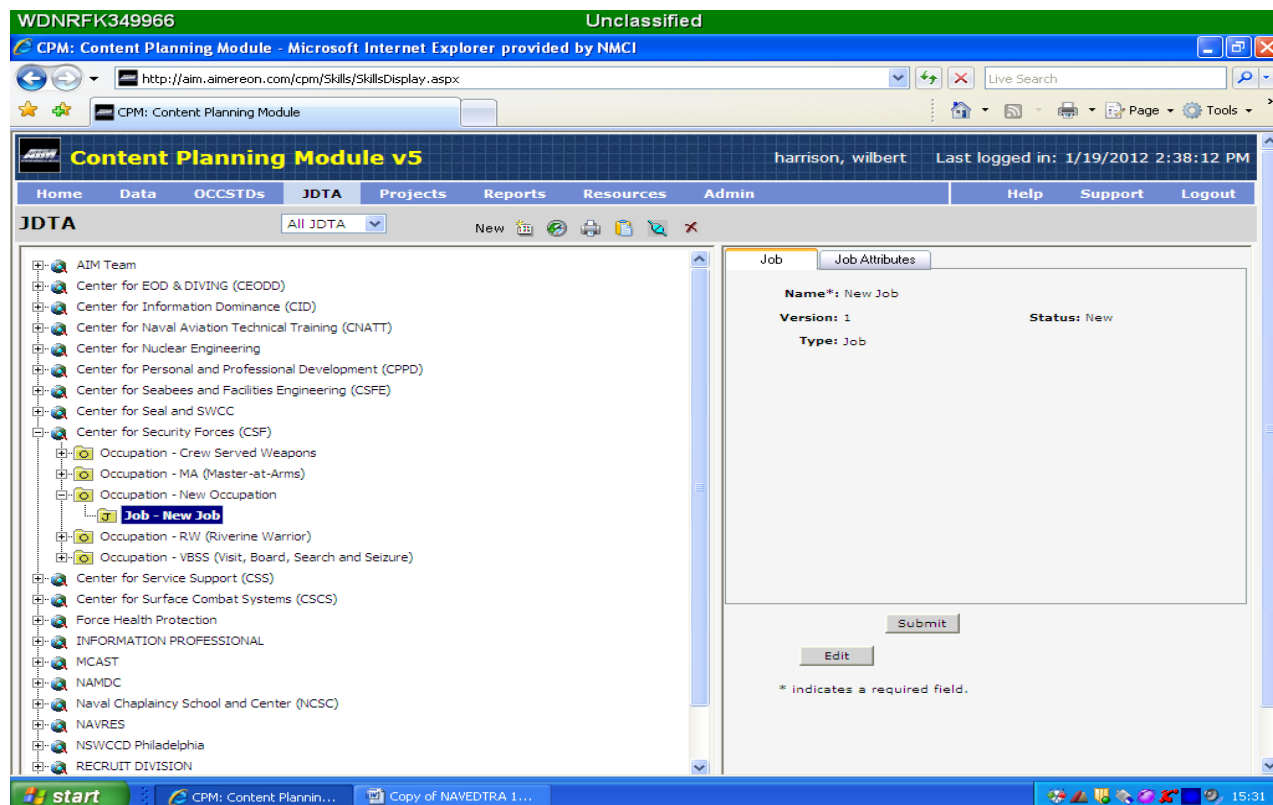 WDNRFK349966 Unclassified
CPM: Content Planning Module - Microsoft Internet Explorer provided by NMCI
http://aim.aimereon.com/cpm/Skills/SkillsDisplay.aspx Live Search
CPM: Content Planning Module Page Tools
Content Planning Module v5 harrison, wilbert Last logged in: 1/19/2012 2:38:12 PM
Home Data OCCSTDs JDTA Projects Reports Resources Admin Help Support Logout
JDTA All JDTA New
AIM Team
Center for EOD & DIVING (CEODD)
Center for Information Dominance (CID)
Center for Naval Aviation Technical Training (CNATT)
Center for Nuclear Engineering
Center for Personal and Professional Development (CPPD)
Center for Seabees and Facilities Engineering (CSFE)
Center for Seal and SWCC
Center for Security Forces (CSF)
O Occupation - Crew Served Weapons
O Occupation - MA (Master-at-Arms)
O Occupation - New Occupation
J Job - New Job
O Occupation - RW (Riverine Warrior)
O Occupation - VBSS (Visit, Board, Search and Seizure)
Center for Service Support (CSS)
Center for Surface Combat Systems (CSCS)
Force Health Protection
INFORMATION PROFESSIONAL
MCAST
NAMDC
Naval Chaplaincy School and Center (NCSC)
NAVRES
NSWCCD Philadelphia
RECRUIT DIVISION
Job Job Attributes
Name*: New Job
Version: 1 Status: New
Type: Job
Submit
Edit
* indicates a required field.
start CPM: Content Plannin... Copy of NAVEDTRA 1... 15:31